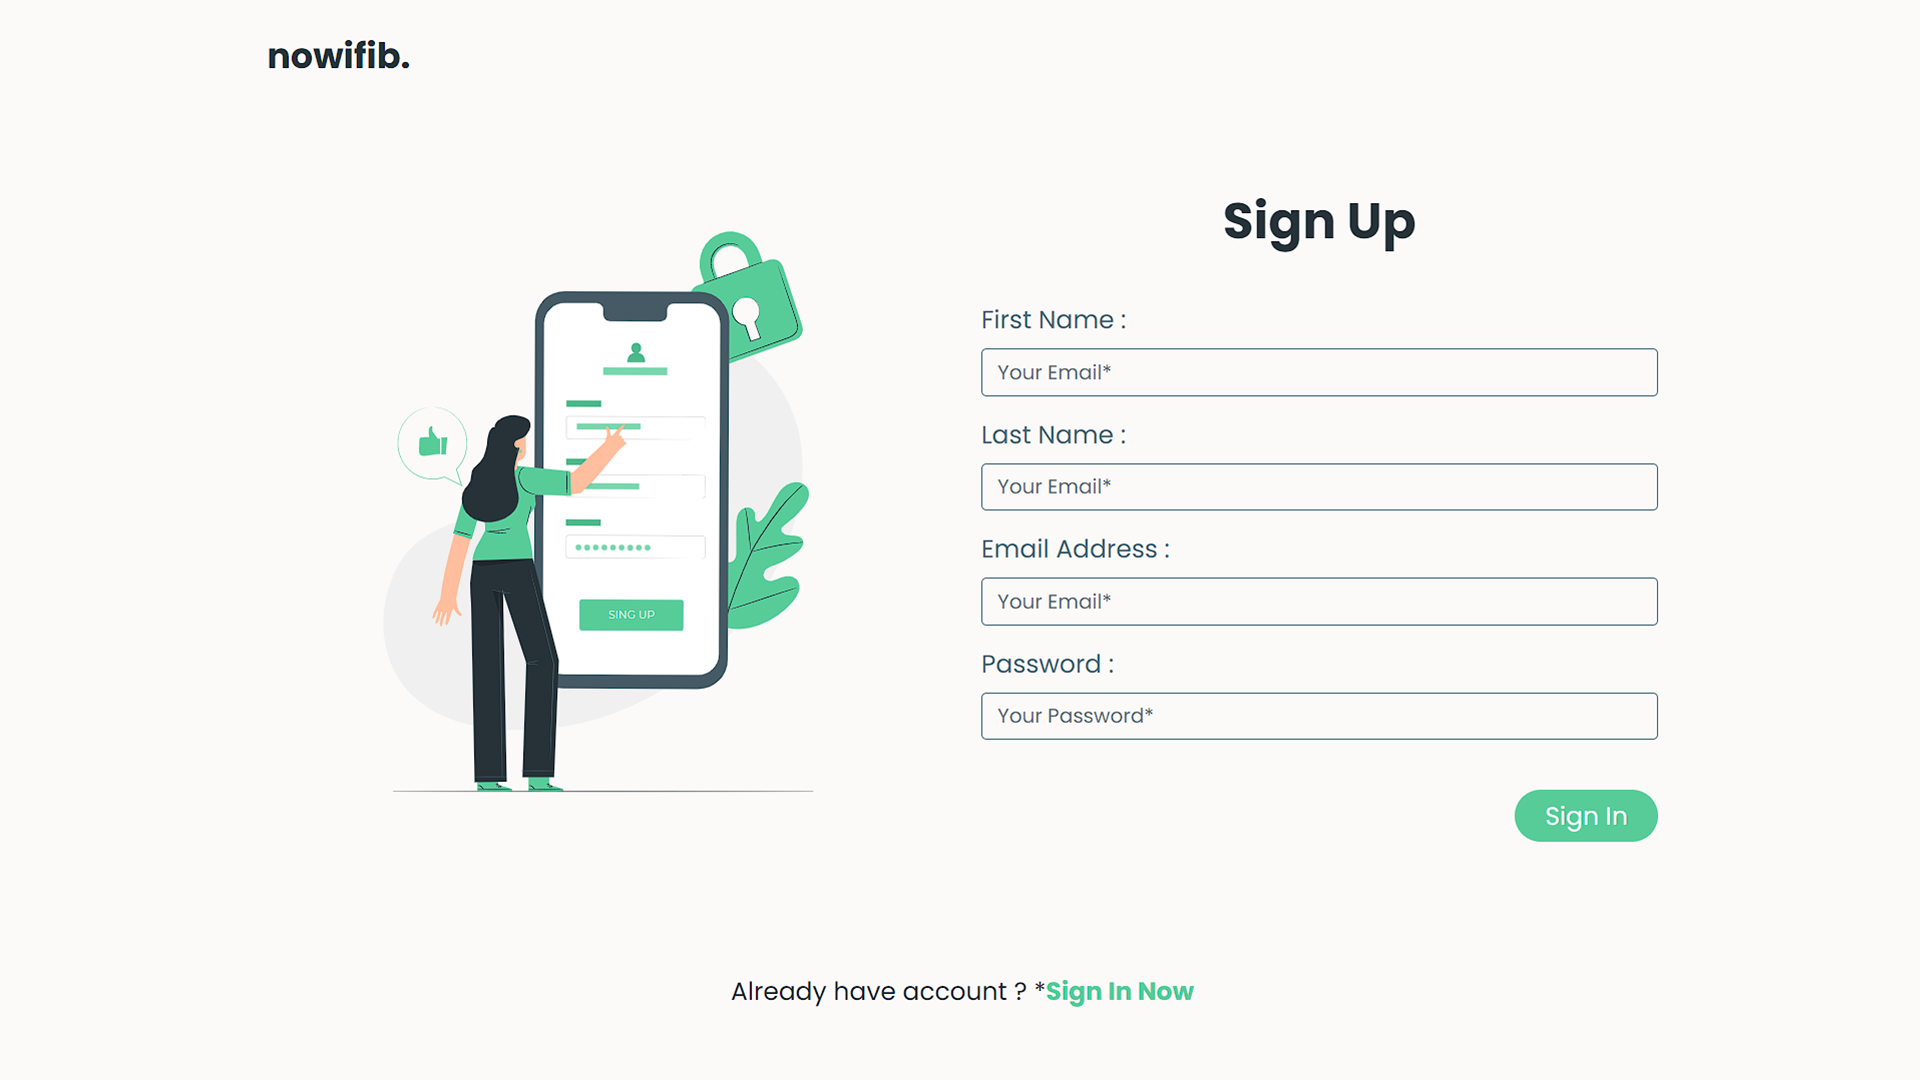 nowifib.
Sign Up
First Name :
Your Email*
Last Name :
Your Email*
Email Address :
Your Email*
Password :
Your Password*
SING UP
Sign In
Already have account ? *Sign In Now